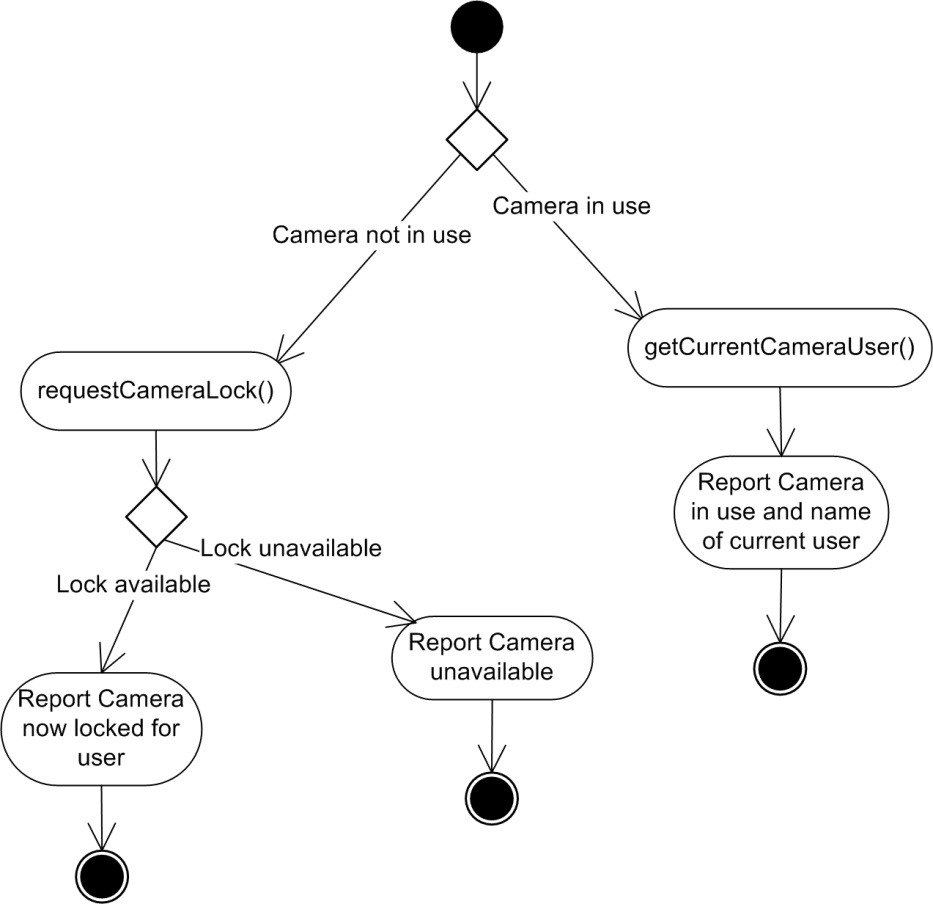 Camera in use
Camera not in use
getCurrentCameraUser()
requestCameraLock()
Report Camera
in use and name
of current user
Lock unavailable
Lock available
Report Camera
unavailable
Report Camera
now locked for
user